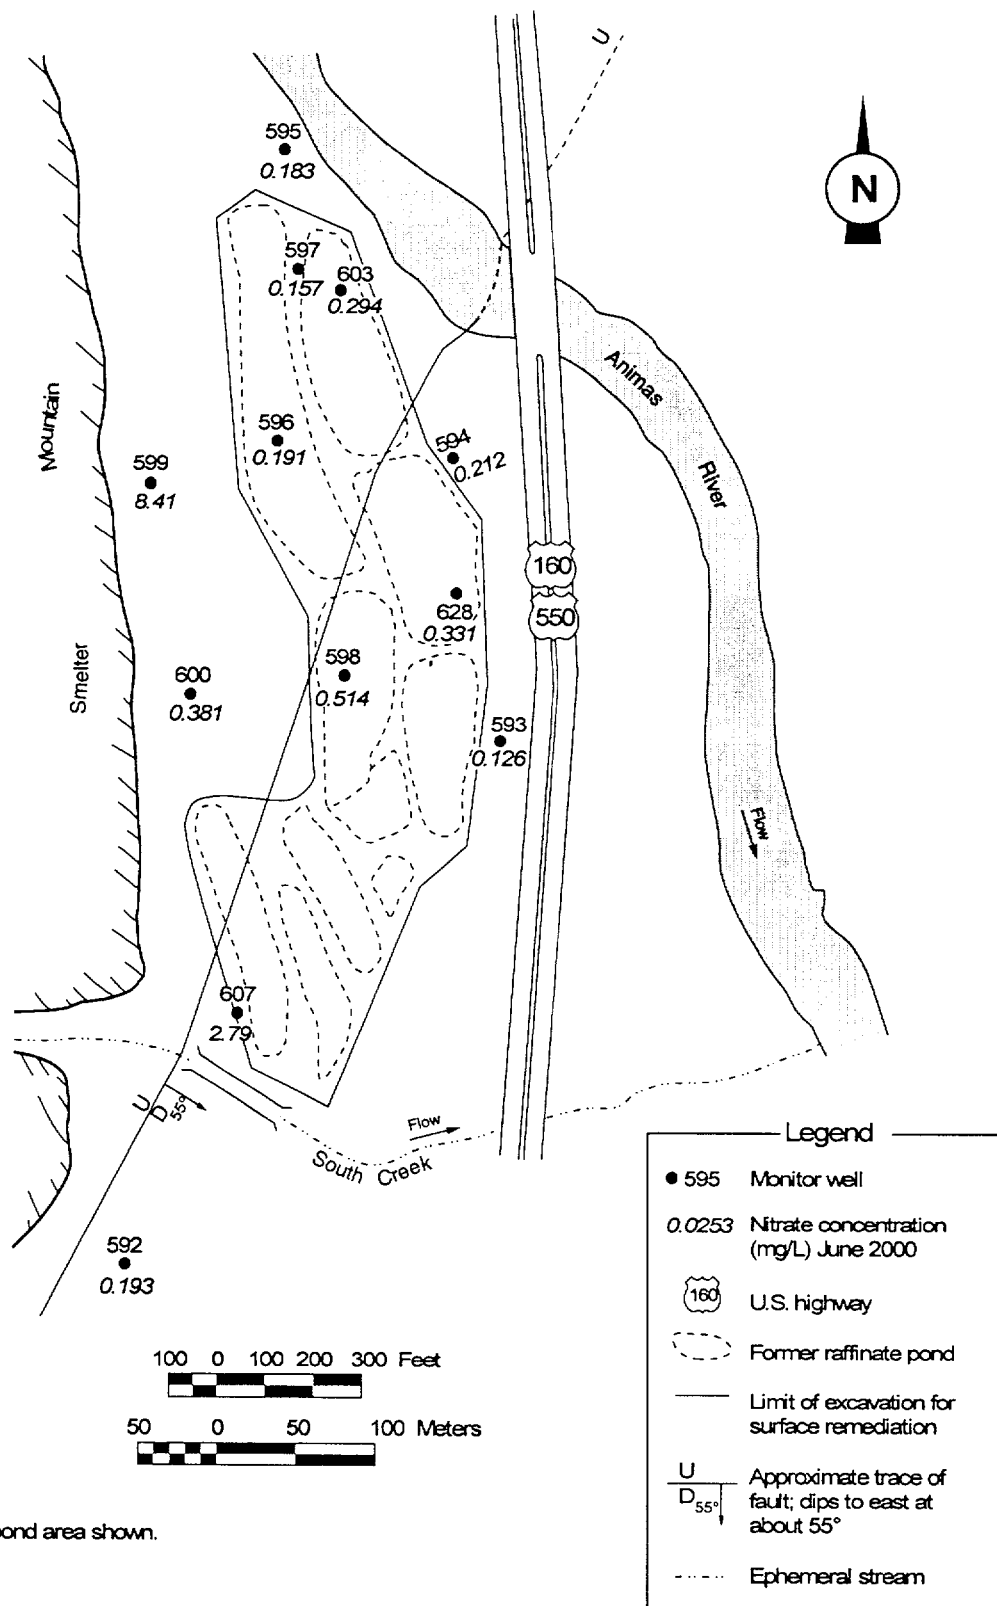 U
595
0.183
N
597
0.157
603
0.294
Animas
River
Mountain
Smelter
596
0.191
594
0.212
599
8.41
160
550
628
0.331
598
0.514
600
0.381
593
0.126
Flow
607
2.79
U
D
55°
Flow
South Creek
592
0.193
100 0 100 200 300 Feet
50 0 50 100 Meters
ond area shown.
Legend
595 Monitor well
0.0253 Nitrate concentration
(mg/L) June 2000
160 U.S. highway
Former raffinate pond
Limit of excavation for
surface remediation
U
D 55°
Approximate trace of
fault; dips to east at
about 55°
Ephemeral stream